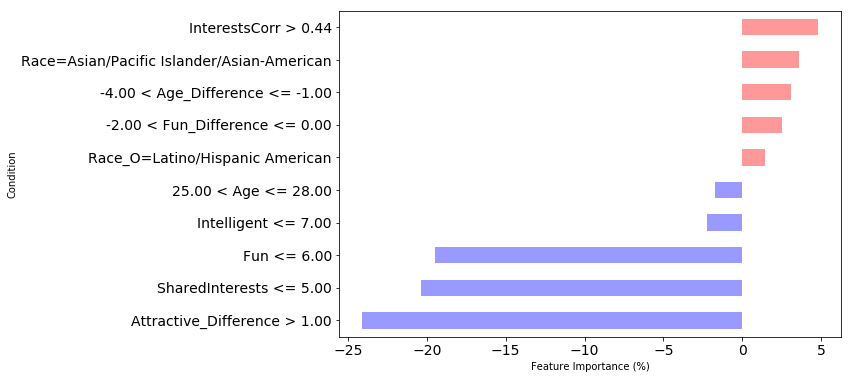 InterestsCorr > 0.44
Race=Asian/Pacific Islander/Asian-American
-4.00 < Age_Difference <= -1.00
-2.00 < Fun_Difference <= 0.00
Race_O=Latino/Hispanic American
25.00 < Age <= 28.00
Intelligent <= 7.00
Fun <= 6.00
SharedInterests <= 5.00
Attractive_Difference > 1.00
Condition
−25 −20 −15 −10 −5 0 5
Feature Importance (%)